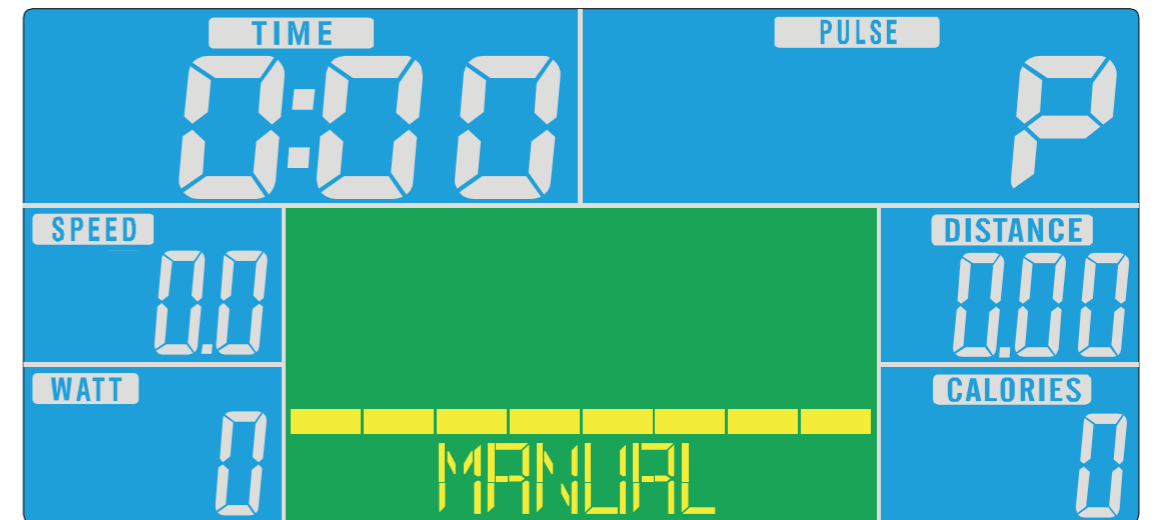 TIME
0:00
PULSE
P
SPEED
0.0
DISTANCE
0.00
WATT
0
CALORIES
0
MANUAL